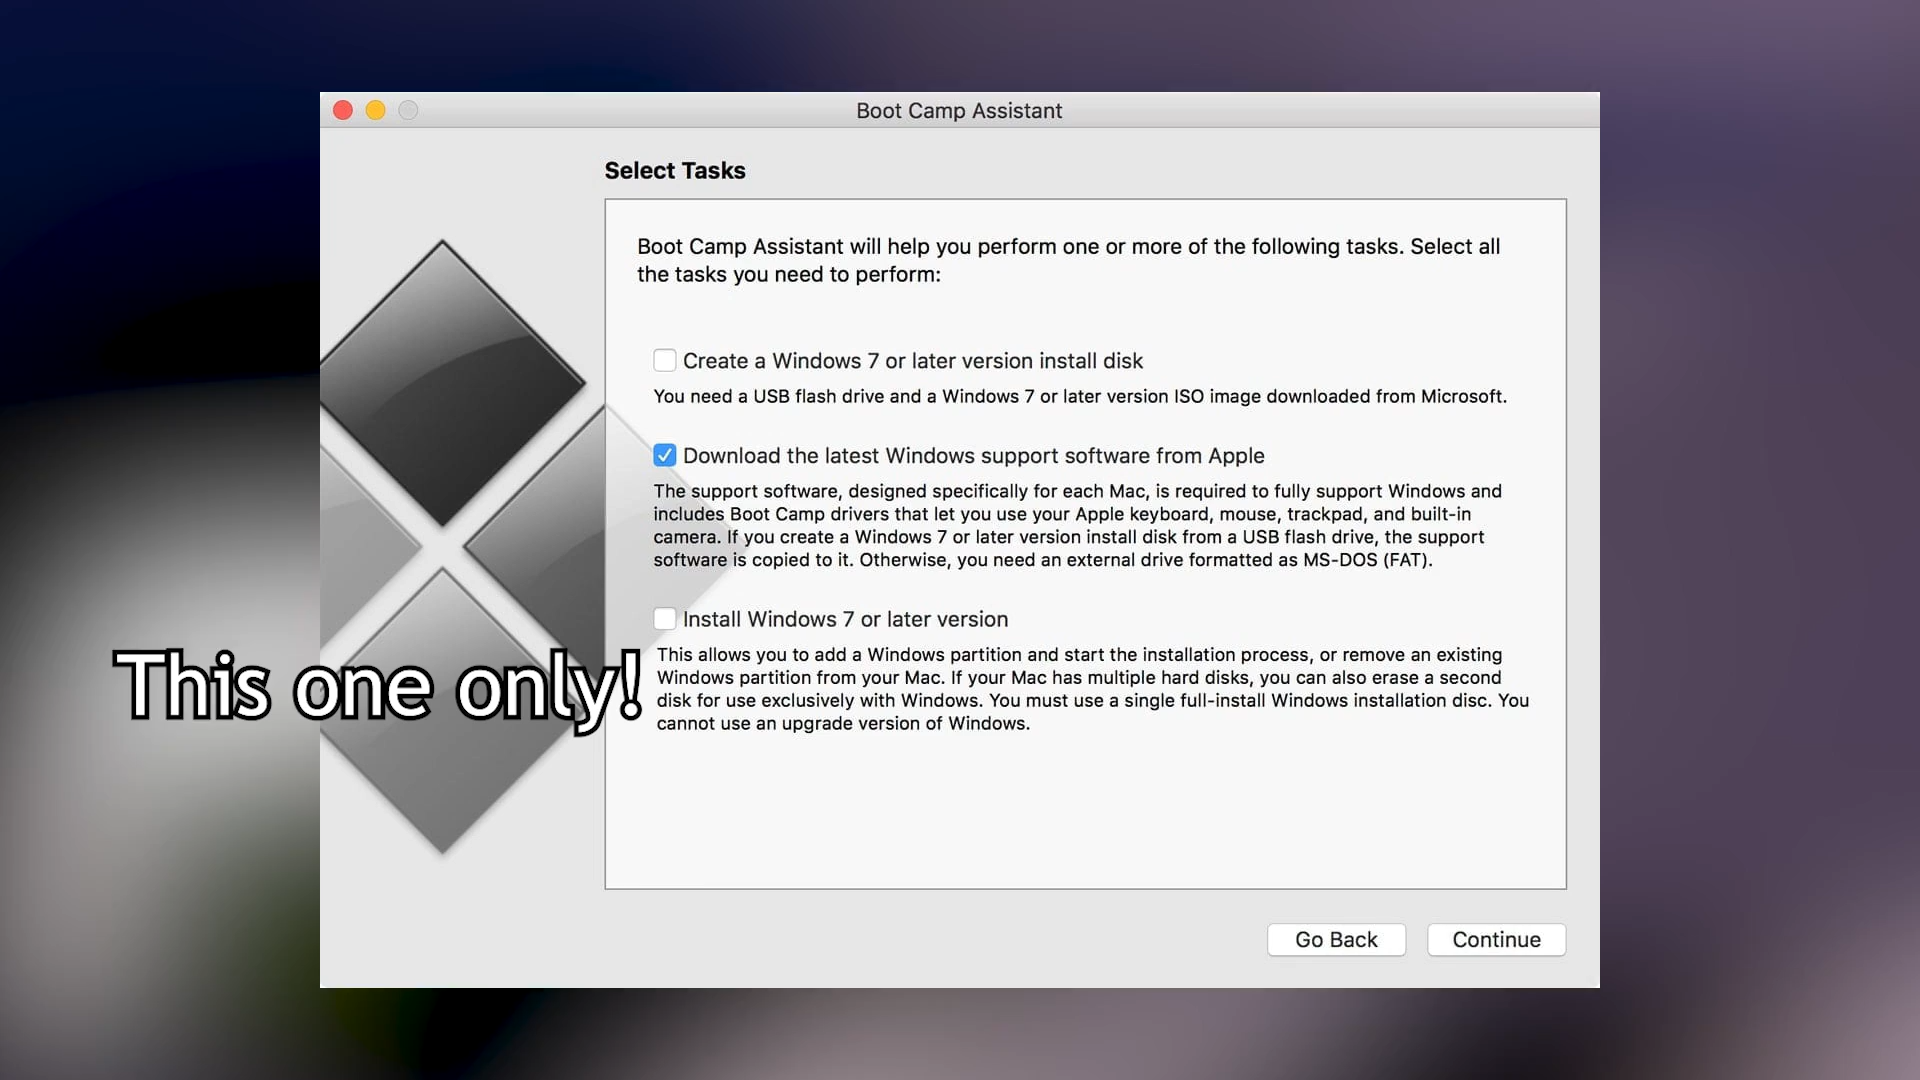 Boot Camp Assistant
Select Tasks
Boot Camp Assistant will help you perform one or more of the following tasks. Select all
the tasks you need to perform:
Create a Windows 7 or later version install disk
You need a USB flash drive and a Windows 7 or later version ISO image downloaded from Microsoft.
Download the latest Windows support software from Apple
The support software, designed specifically for each Mac, is required to fully support Windows and
includes Boot Camp drivers that let you use your Apple keyboard, mouse, trackpad, and built-in
camera. If you create a Windows 7 or later version install disk from a USB flash drive, the support
software is copied to it. Otherwise, you need an external drive formatted as MS-DOS (FAT).
Install Windows 7 or later version
This allows you to add a Windows partition and start the installation process, or remove an existing
Windows partition from your Mac. If your Mac has multiple hard disks, you can also erase a second
disk for use exclusively with Windows. You must use a single full-install Windows installation disc. You
cannot use an upgrade version of Windows.
This one only!
Go Back
Continue